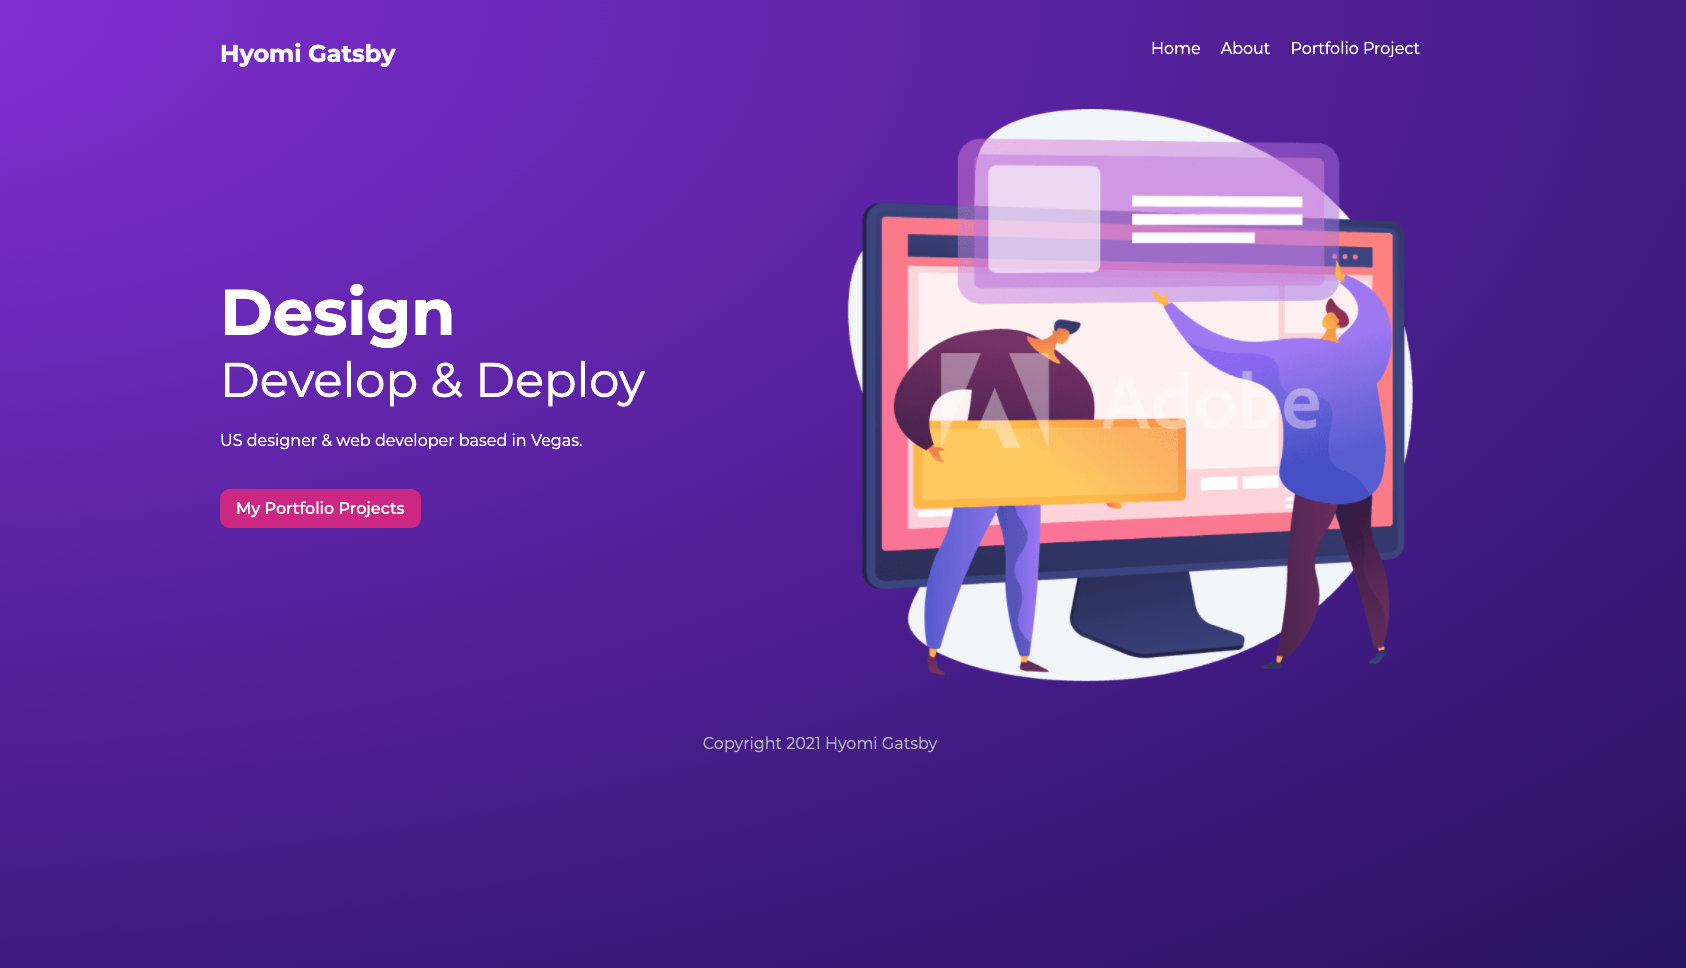 Hyomi Gatsby
Home About Portfolio Project
Design
Develop & Deploy
US designer & web developer based in Vegas.
My Portfolio Projects
Adobe
Copyright 2021 Hyomi Gatsby